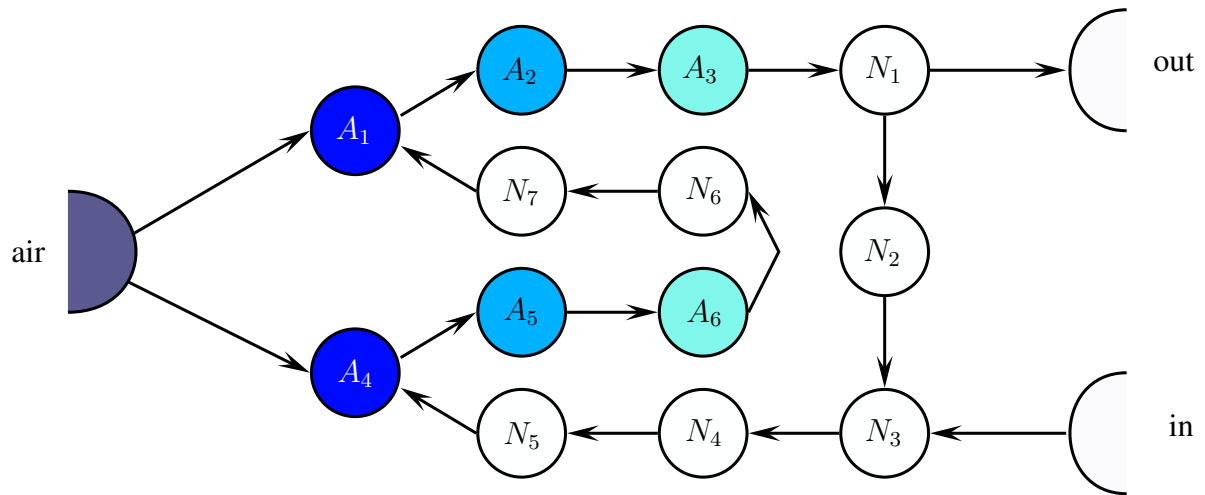 A₂ A₃ N₁ out
A₁
N₇ N₆
air N₂
A₅ A₆
A₄
N₅ N₄ N₃ in